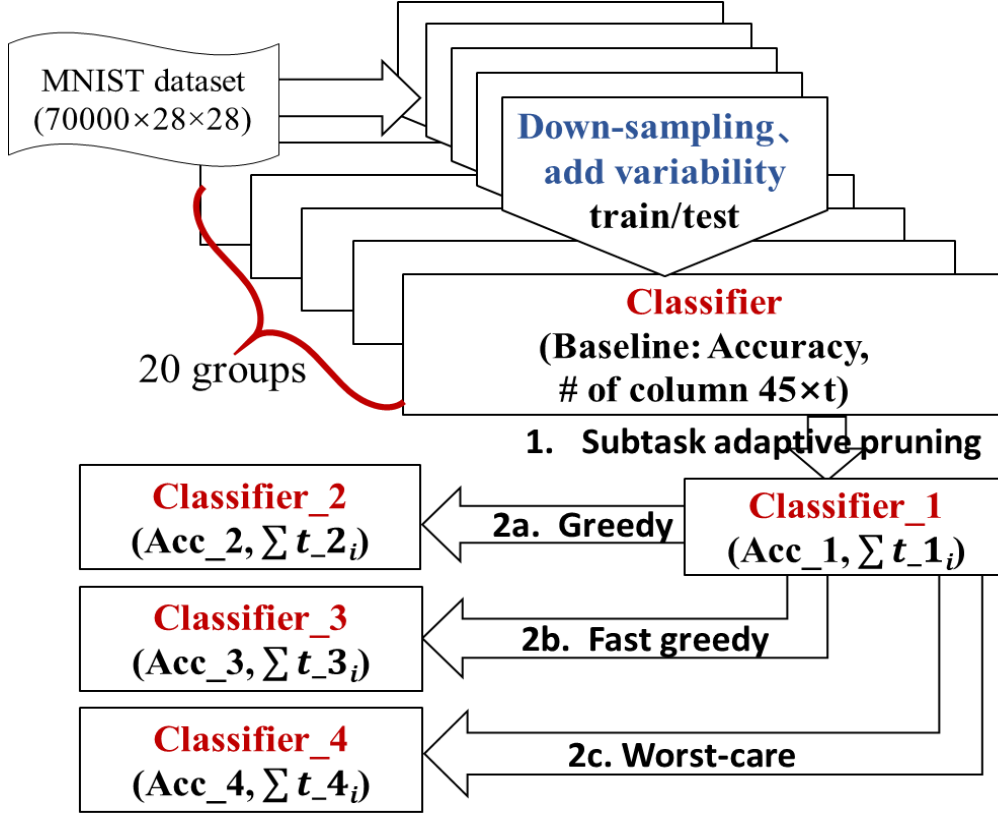 MNIST dataset
(70000×28×28)
Down-sampling、
add variability
train/test
Classifier
(Baseline: Accuracy,
# of column 45×t)
20 groups
1. Subtask adaptive pruning
Classifier_2
(Acc_2, ∑ t_2ᵢ)
2a. Greedy
Classifier_1
(Acc_1, ∑ t_1ᵢ)
Classifier_3
(Acc_3, ∑ t_3ᵢ)
2b. Fast greedy
Classifier_4
(Acc_4, ∑ t_4ᵢ)
2c. Worst-care